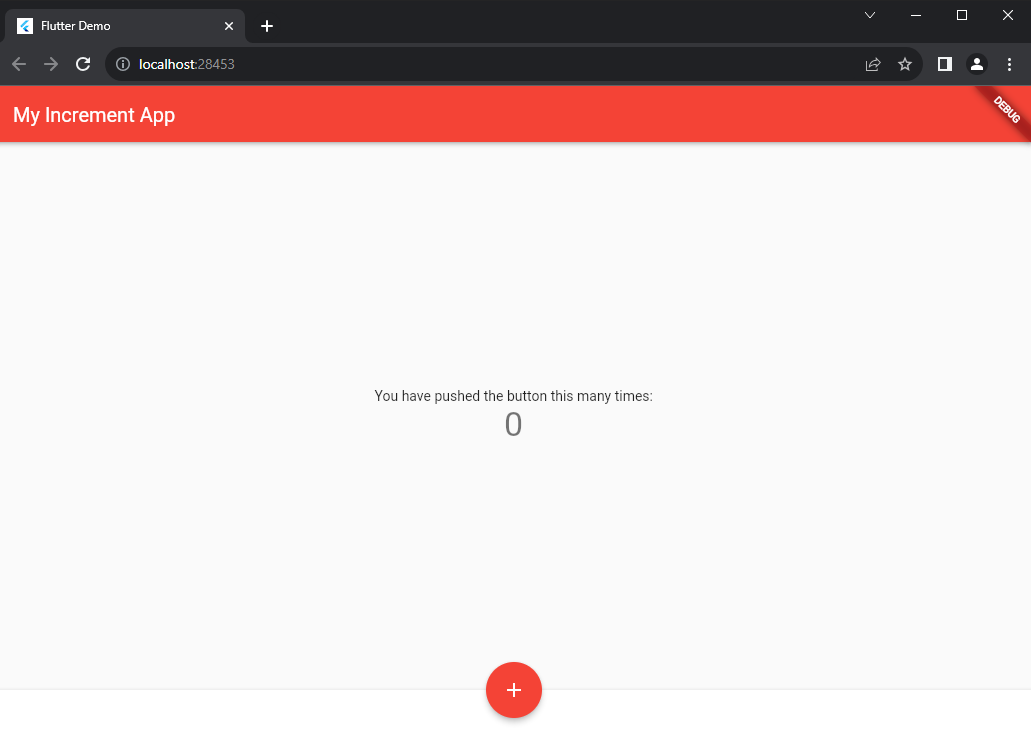 Flutter Demo
localhost:28453
My Increment App
DEBUG
You have pushed the button this many times:
0